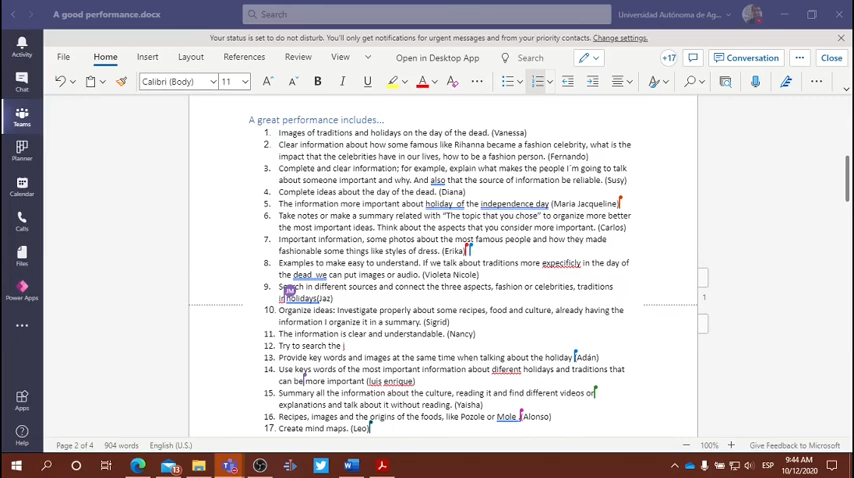 A good performance.docx
Search
Universidad Autónoma de Ag...
Your status is set to do not disturb. You'll only get notifications for urgent messages and from your priority contacts. Change settings.
File
Home
Insert
Layout
References
Review
View
Open in Desktop App
Search
+17
Conversation
Close
Calibri (Body)
11
Activity
Chat
Teams
Planner
Calendar
Calls
Files
Power Apps
Apps
Help
A great performance includes...
1. Images of traditions and holidays on the day of the dead. (Vanessa)
2. Clear information about how some famous like Rihanna became a fashion celebrity, what is the
impact that the celebrities have in our lives, how to be a fashion person. (Fernando)
3. Complete and clear information; for example, explain what makes the people I´m going to talk
about someone important and why. And also that the source of information be reliable. (Susy)
4. Complete ideas about the day of the dead. (Diana)
5. The information more important about holiday of the independence day (Maria Jacqueline)
6. Take notes or make a summary related with "The topic that you chose" to organize more better
the most important ideas. Think about the aspects that you consider more important. (Carlos)
7. Important information, some photos about the most famous people and how they made
fashionable some things like styles of dress. (Erika)
8. Examples to make easy to understand. If we talk about traditions more expecificly in the day of
the dead we can put images or audio. (Violeta Nicole)
9. Search in different sources and connect the three aspects, fashion or celebrities, traditions
JM
holidays(Jaz)
10. Organize ideas: Investigate properly about some recipes, food and culture, already having the
information I organize it in a summary. (Sigrid)
11. The information is clear and understandable. (Nancy)
12. Try to search the j
13. Provide key words and images at the same time when talking about the holiday (Adán)
14. Use keys words of the most important information about diferent holidays and traditions that
can be more important (luis enrique)
15. Summary all the information about the culture, reading it and find different videos or
explanations and talk about it without reading. (Yaisha)
16. Recipes, images and the origins of the foods, like Pozole or Mole (Alonso)
17. Create mind maps. (Leo)
1
Page 2 of 4
904 words
English (U.S.)
100%
Give Feedback to Microsoft
13
ESP
9:44 AM
10/12/2020